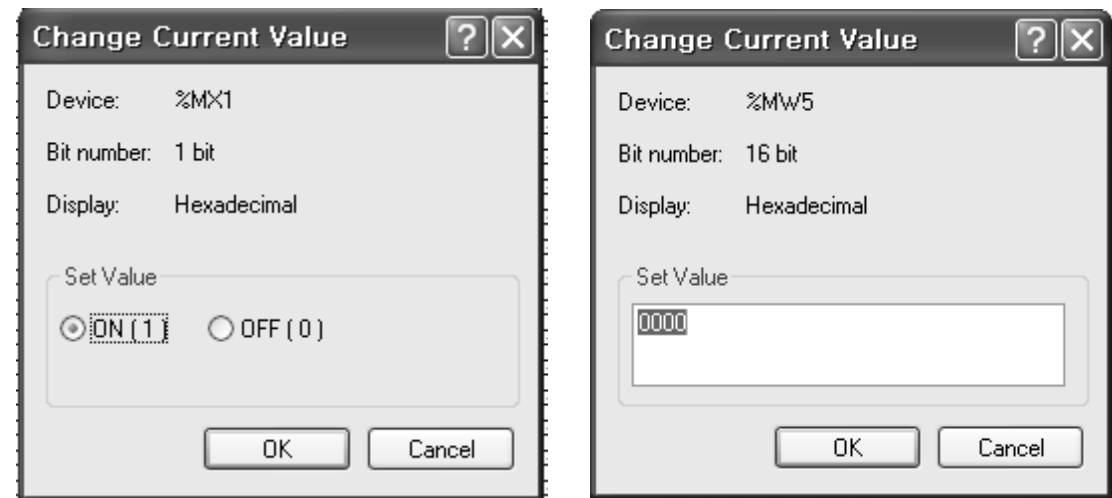 Change Current Value
Device: %MX1
Bit number: 1 bit
Display: Hexadecimal
Set Value
ON ( 1 ) OFF ( 0 )
OK Cancel
Change Current Value
Device: %MW5
Bit number: 16 bit
Display: Hexadecimal
Set Value
0000
OK Cancel